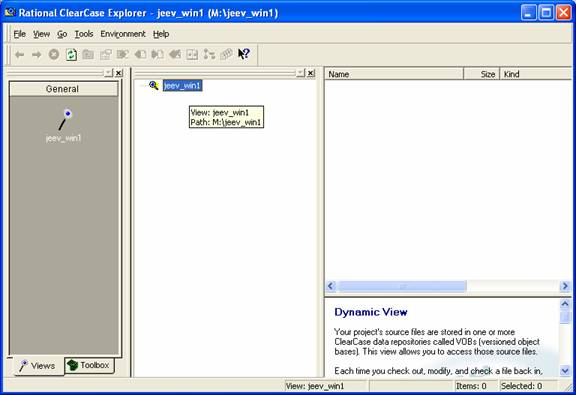 Rational ClearCase Explorer - jeev_win1 (M:\jeev_win1)
File View Go Tools Environment Help
General
jeev_win1
jeev_win1
View: jeev_win1
Path: M:\jeev_win1
Name Size Kind
Dynamic View
Your project's source files are stored in one or more
ClearCase data repositories called VOBs (versioned object
bases). This view allows you to access those source files.
Each time you check out, modify, and check a file back in,
Views Toolbox
View: jeev_win1 Items: 0 Selected: 0